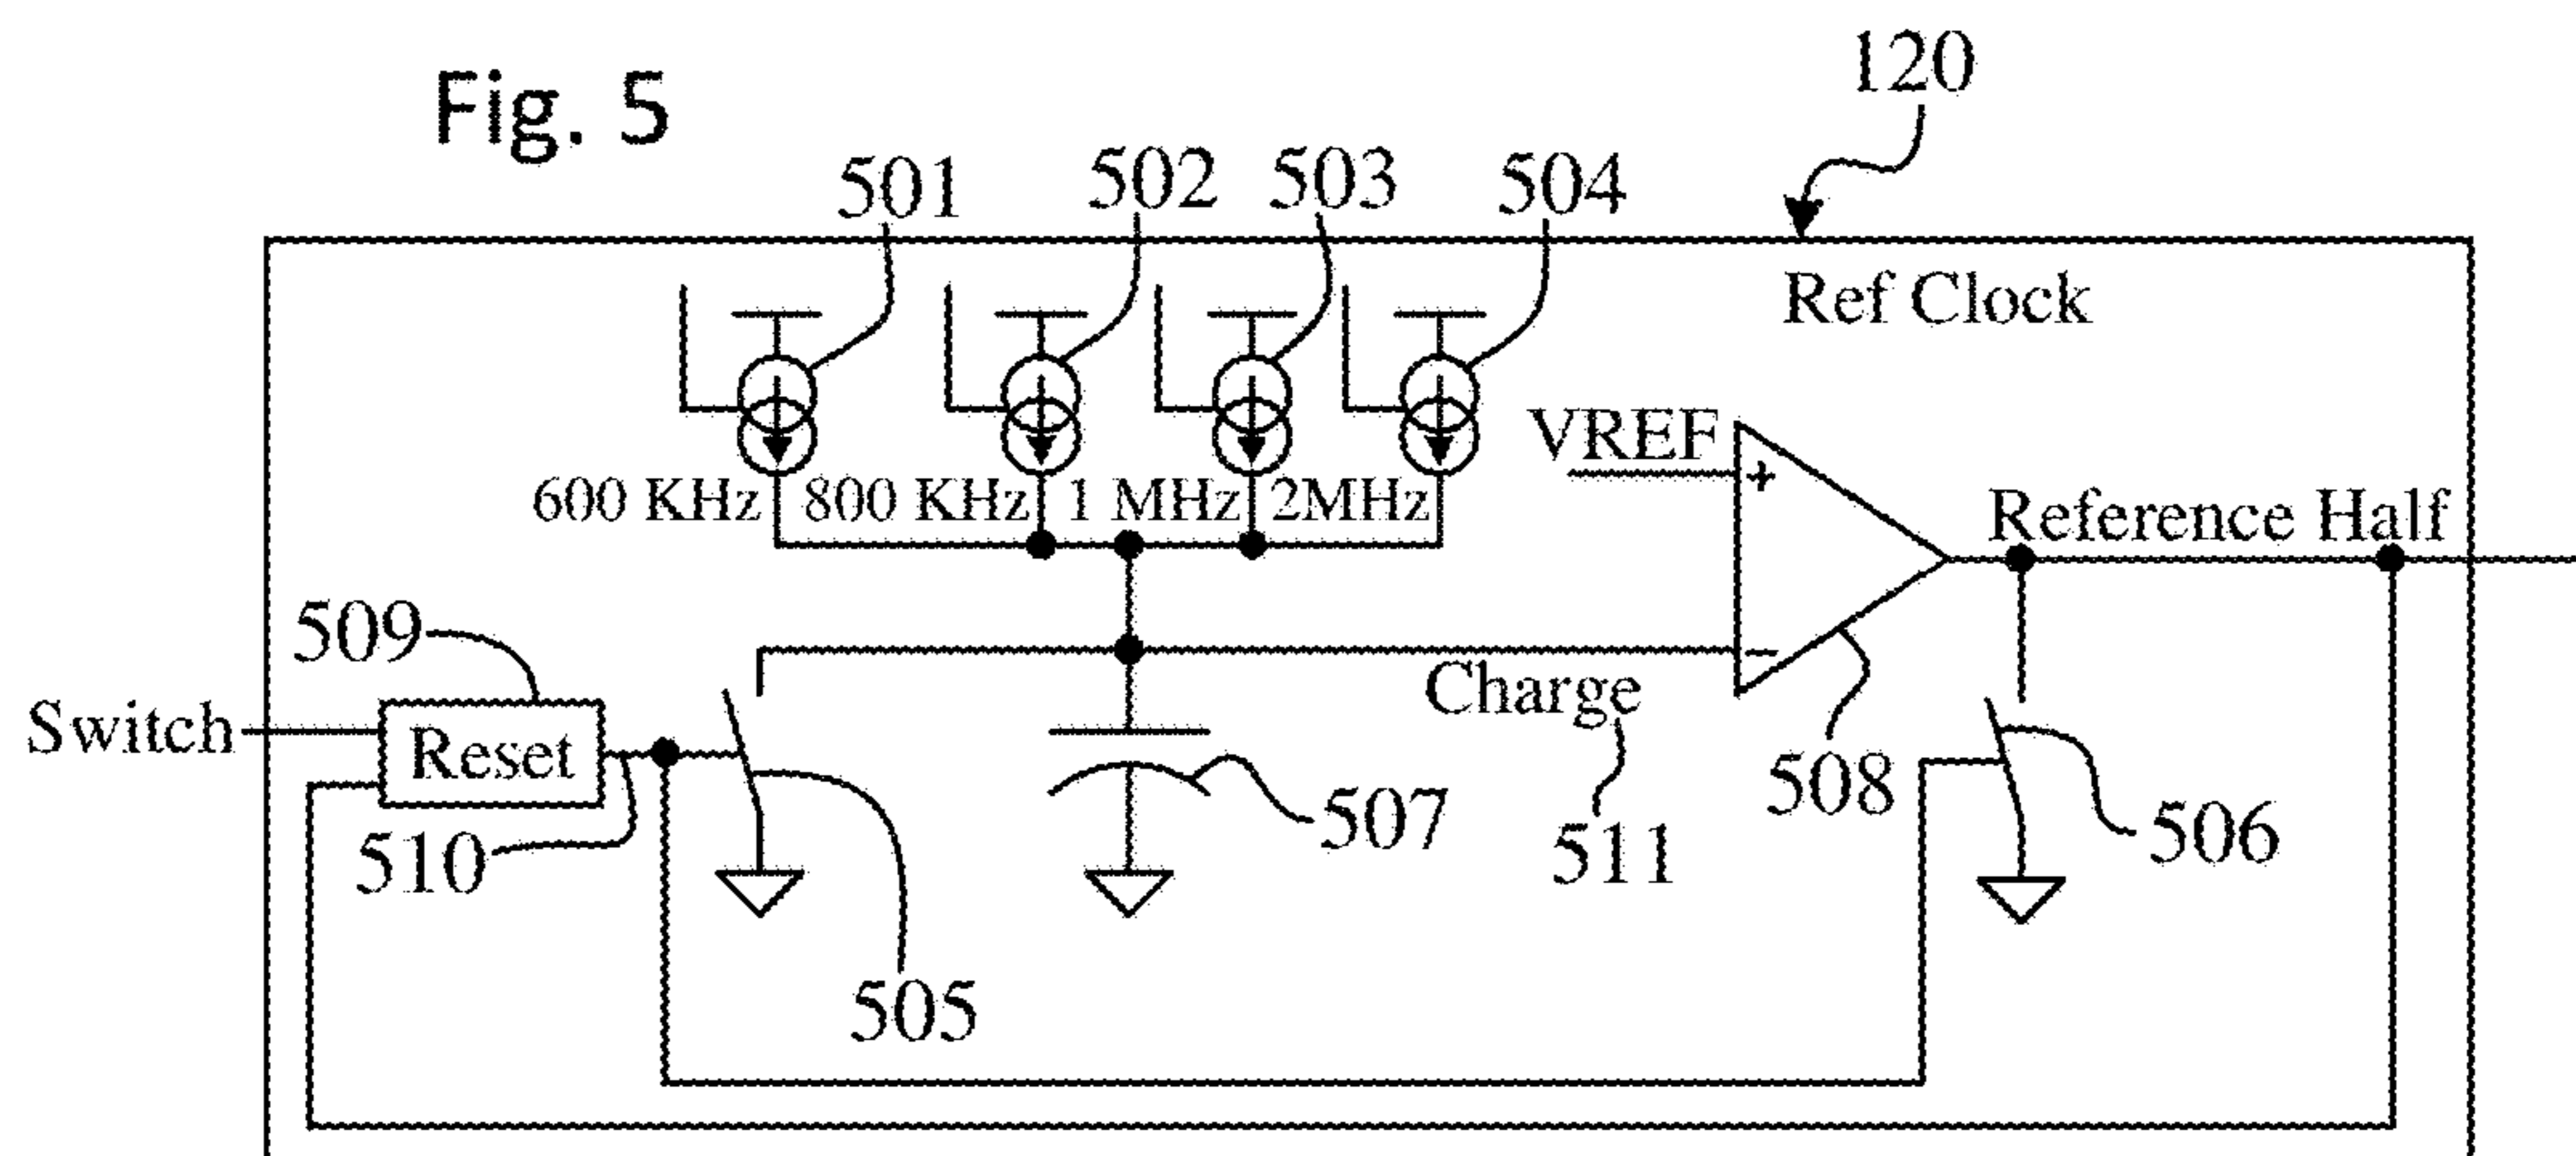 Fig. 5
120
501
502
503
504
Ref Clock
VREF
+
600 KHz
800 KHz
1 MHz
2MHz
Reference Half
509
Switch
Reset
−
Charge
510
507
511
508
506
505